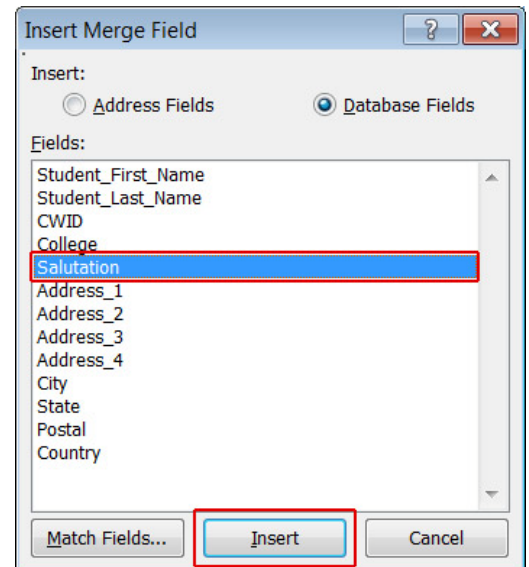 Insert Merge Field
Insert:
Address Fields Database Fields
Fields:
Student_First_Name
Student_Last_Name
CWID
College
Salutation
Address_1
Address_2
Address_3
Address_4
City
State
Postal
Country
Match Fields... Insert Cancel